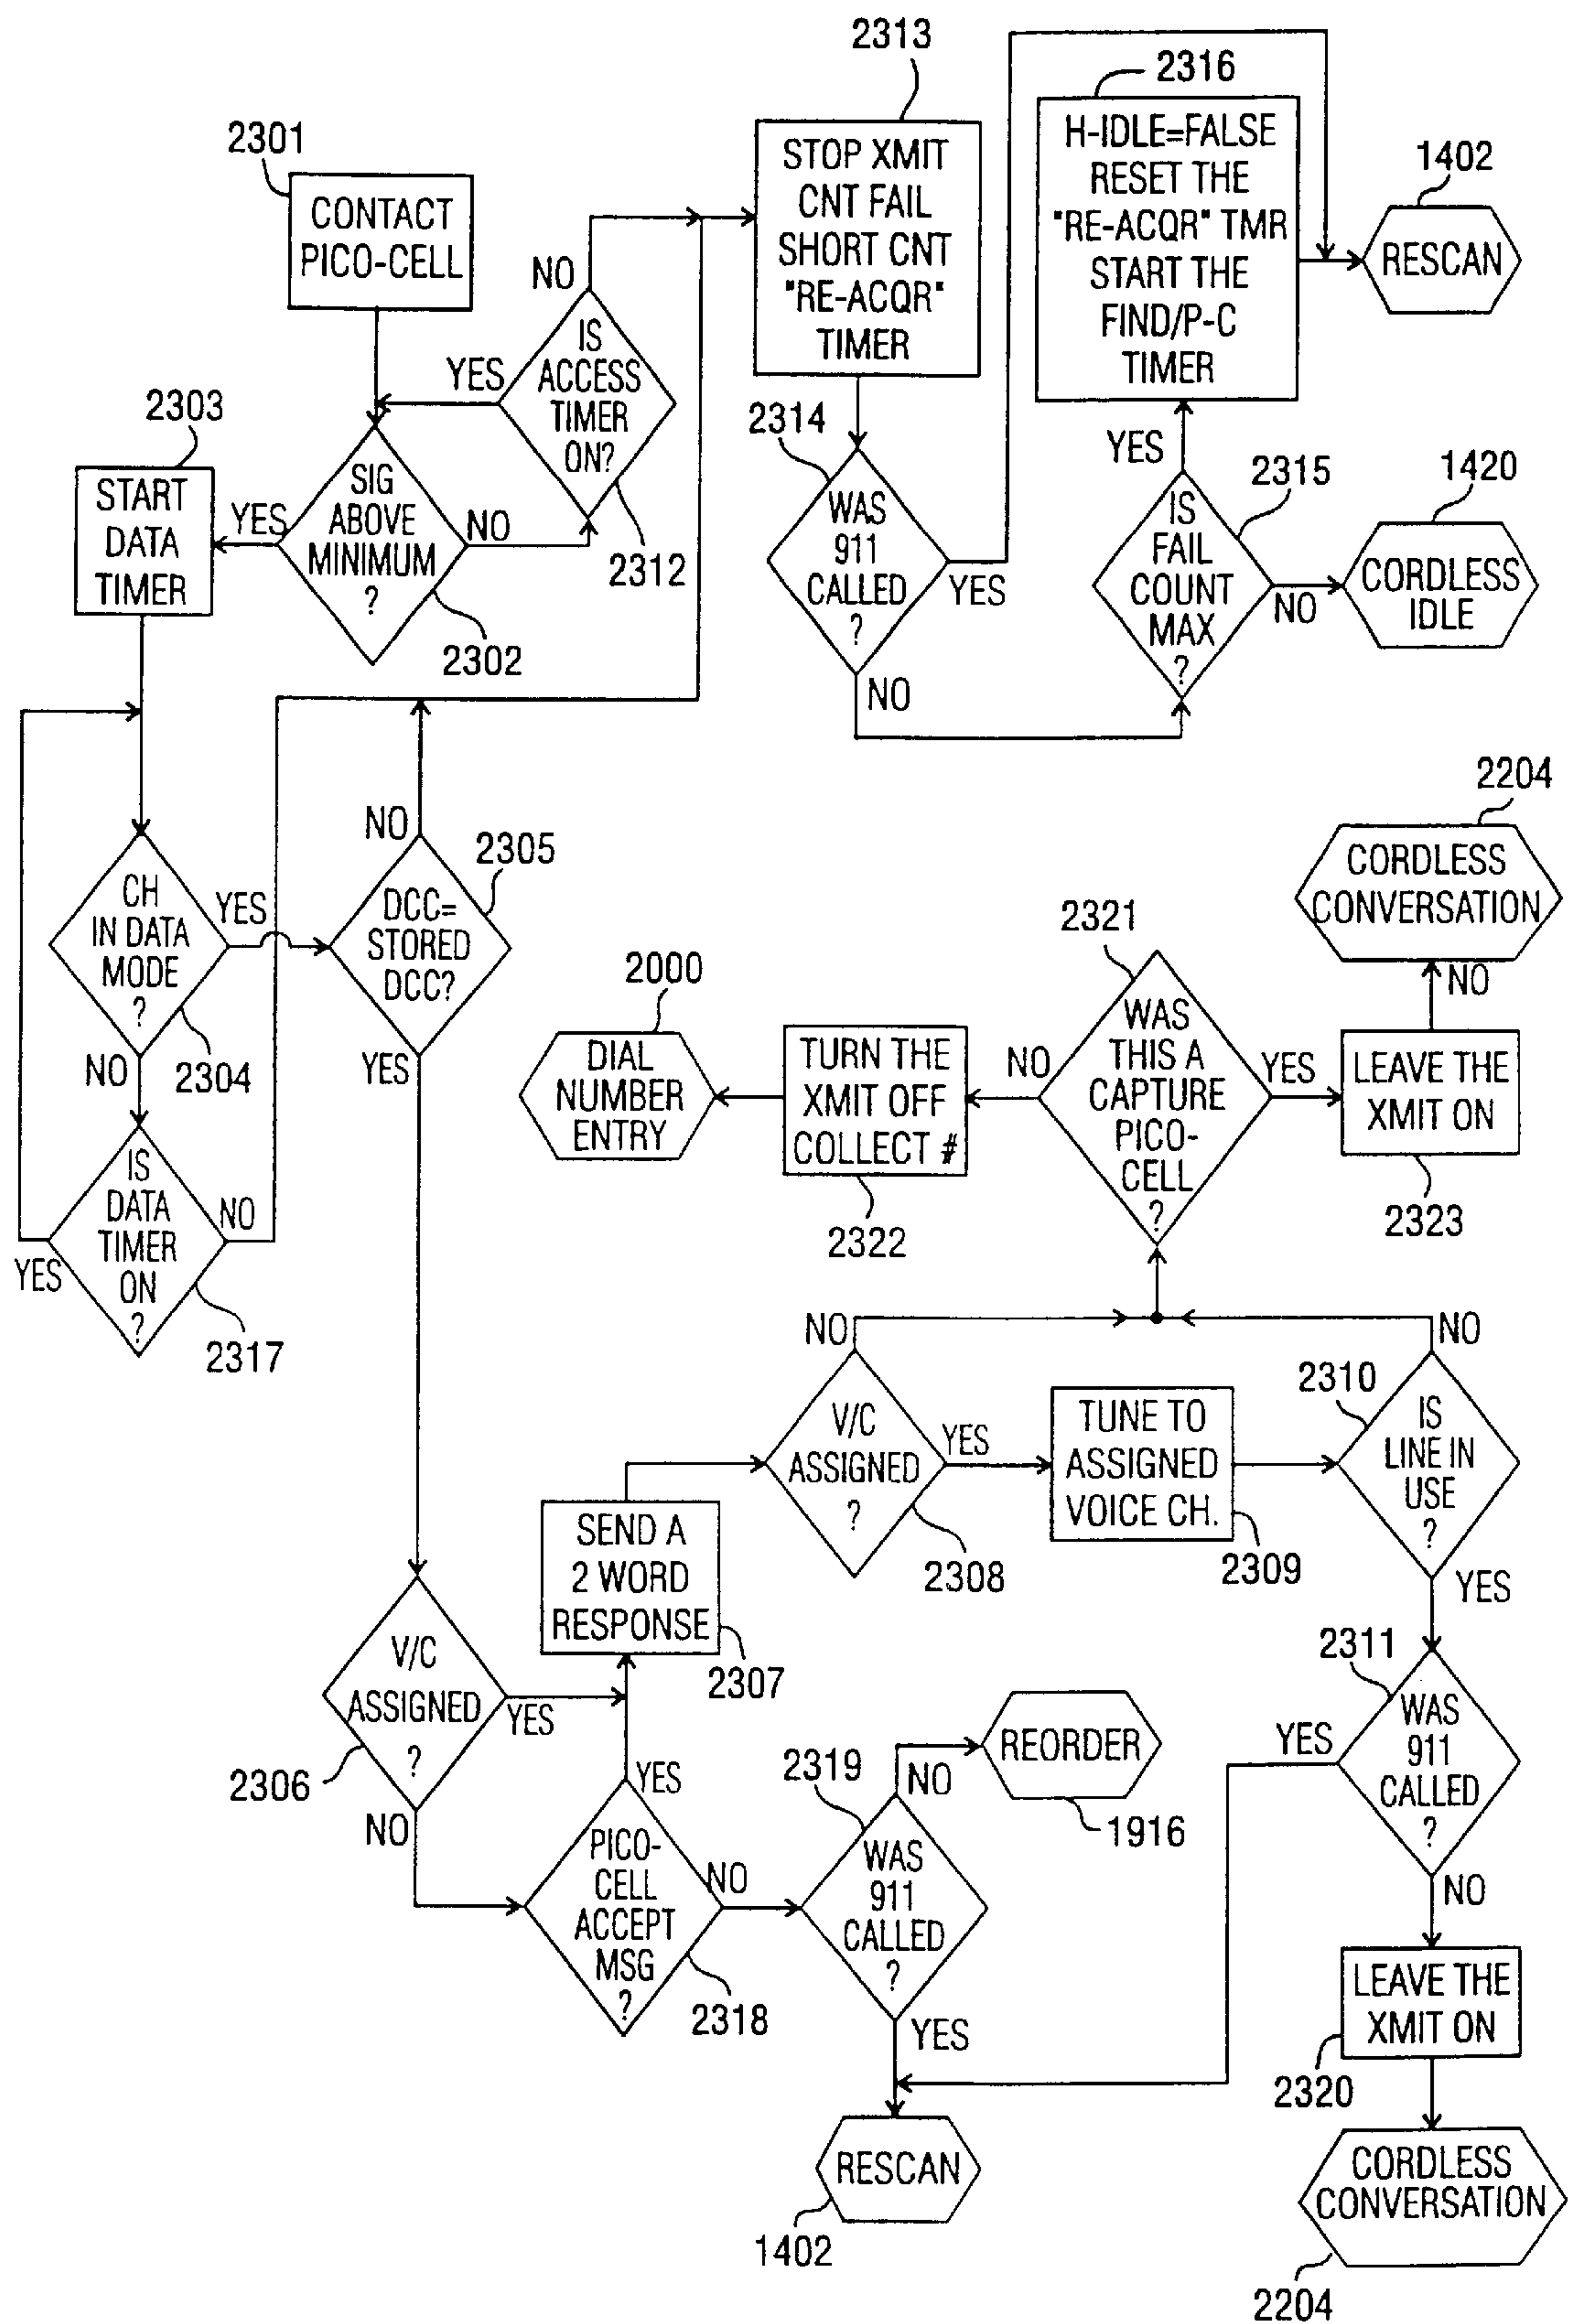 2301
CONTACT
PICO-CELL
2302
SIG
ABOVE
MINIMUM
?
YES
NO
2312
IS
ACCESS
TIMER
ON?
YES
NO
2303
START
DATA
TIMER
2313
STOP XMIT
CNT FAIL
SHORT CNT
"RE-ACQR"
TIMER
2314
WAS
911
CALLED
?
YES
NO
2316
H-IDLE=FALSE
RESET THE
"RE-ACQR" TMR
START THE
FIND/P-C
TIMER
1402
RESCAN
2315
IS
FAIL
COUNT
MAX
?
YES
NO
1420
CORDLESS
IDLE
2304
CH
IN DATA
MODE
?
YES
NO
2305
DCC=
STORED
DCC?
NO
YES
2317
IS
DATA
TIMER
ON
?
NO
YES
2000
DIAL
NUMBER
ENTRY
2322
TURN THE
XMIT OFF
COLLECT #
2321
WAS
THIS A
CAPTURE
PICO-
CELL
?
NO
YES
2323
LEAVE THE
XMIT ON
NO
2204
CORDLESS
CONVERSATION
2306
V/C
ASSIGNED
?
YES
NO
2307
SEND A
2 WORD
RESPONSE
2308
V/C
ASSIGNED
?
NO
YES
2309
TUNE TO
ASSIGNED
VOICE CH.
2310
IS
LINE IN
USE
?
NO
YES
2311
WAS
911
CALLED
?
YES
NO
2318
PICO-
CELL
ACCEPT
MSG
?
YES
NO
2319
WAS
911
CALLED
?
NO
YES
REORDER
1916
RESCAN
1402
LEAVE THE
XMIT ON
2320
CORDLESS
CONVERSATION
2204